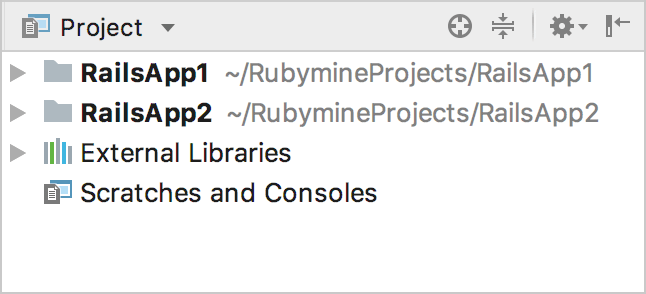 Project
RailsApp1 ~/RubymineProjects/RailsApp1
RailsApp2 ~/RubymineProjects/RailsApp2
External Libraries
Scratches and Consoles